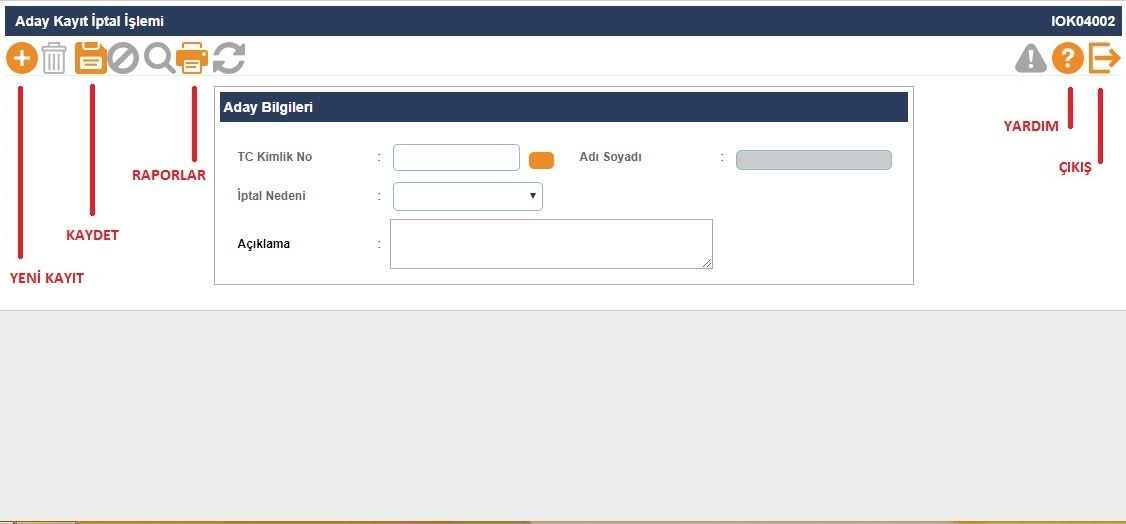 Aday Kayıt İptal İşlemi IOK04002
YARDIM
ÇIKIŞ
RAPORLAR
KAYDET
YENİ KAYIT
Aday Bilgileri
TC Kimlik No : Adı Soyadı :
İptal Nedeni :
Açıklama :